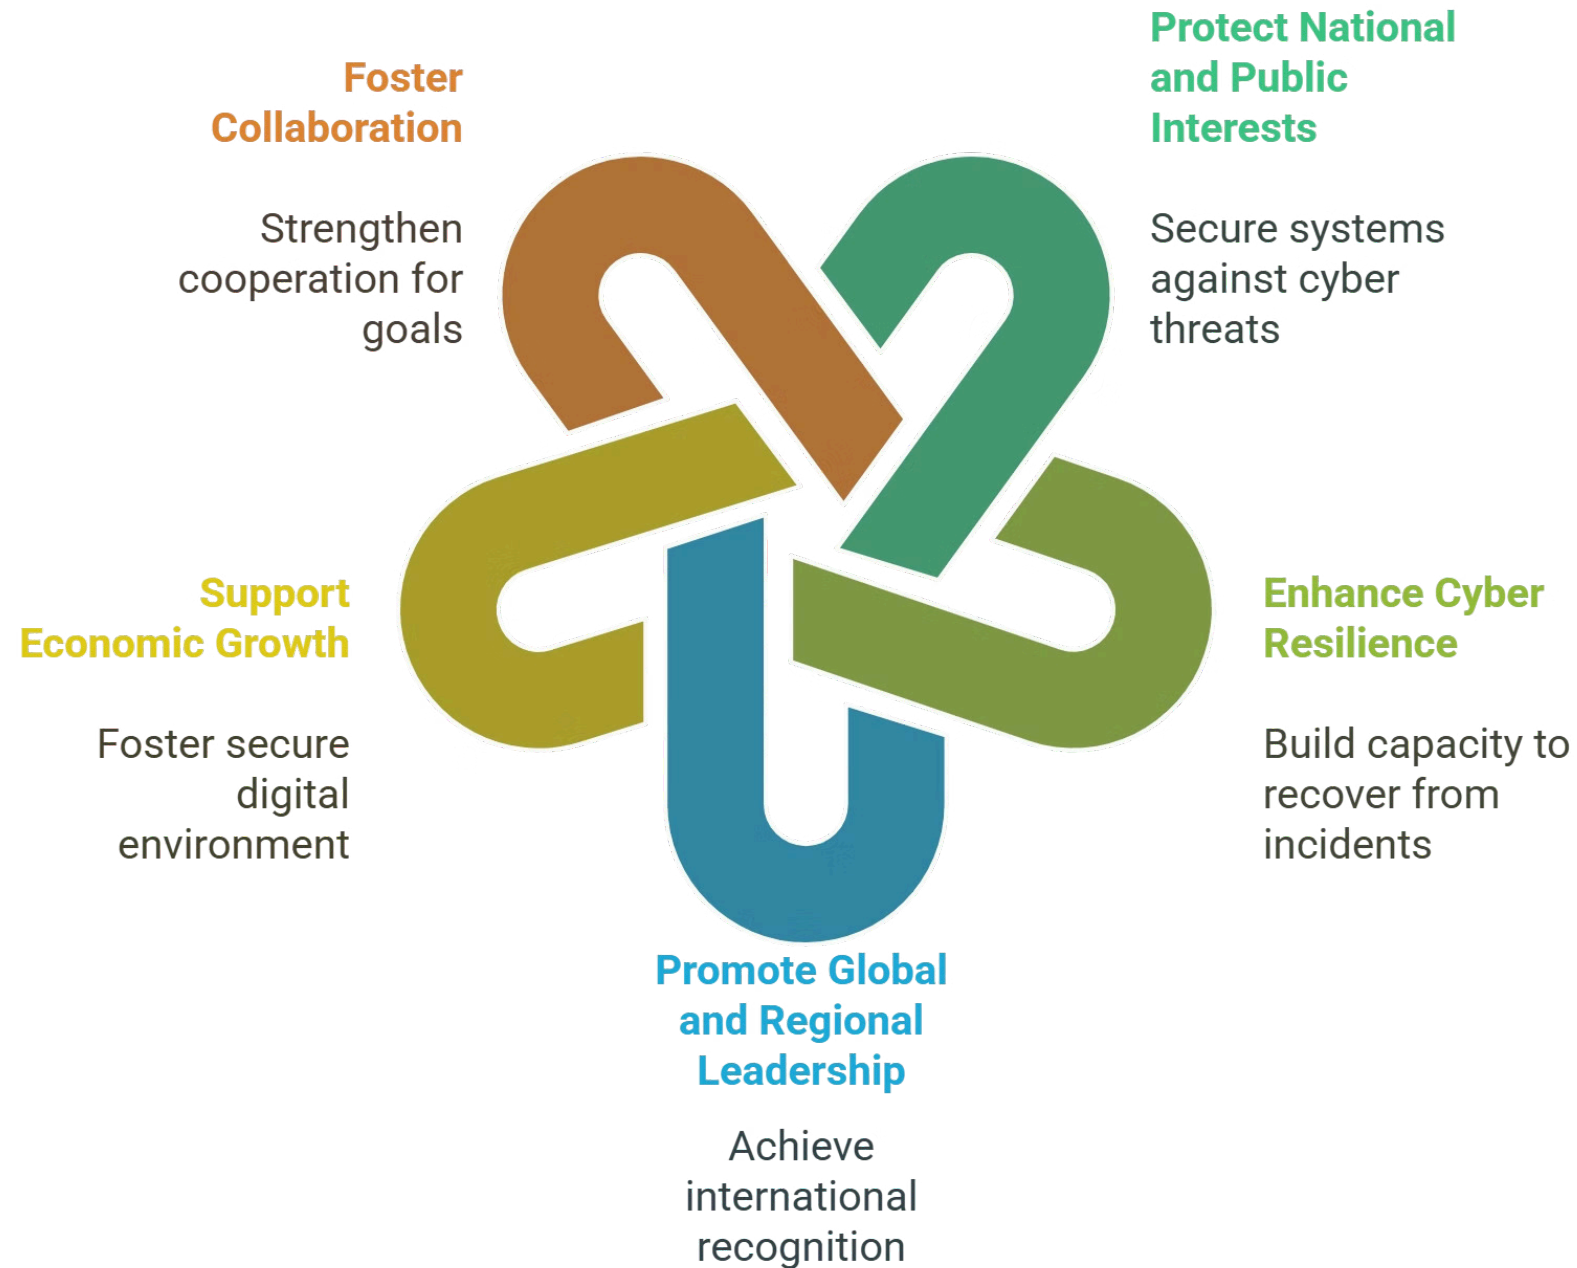 Foster
Collaboration
Strengthen
cooperation for
goals
Protect National
and Public
Interests
Secure systems
against cyber
threats
Support
Economic Growth
Foster secure
digital
environment
Enhance Cyber
Resilience
Build capacity to
recover from
incidents
Promote Global
and Regional
Leadership
Achieve
international
recognition